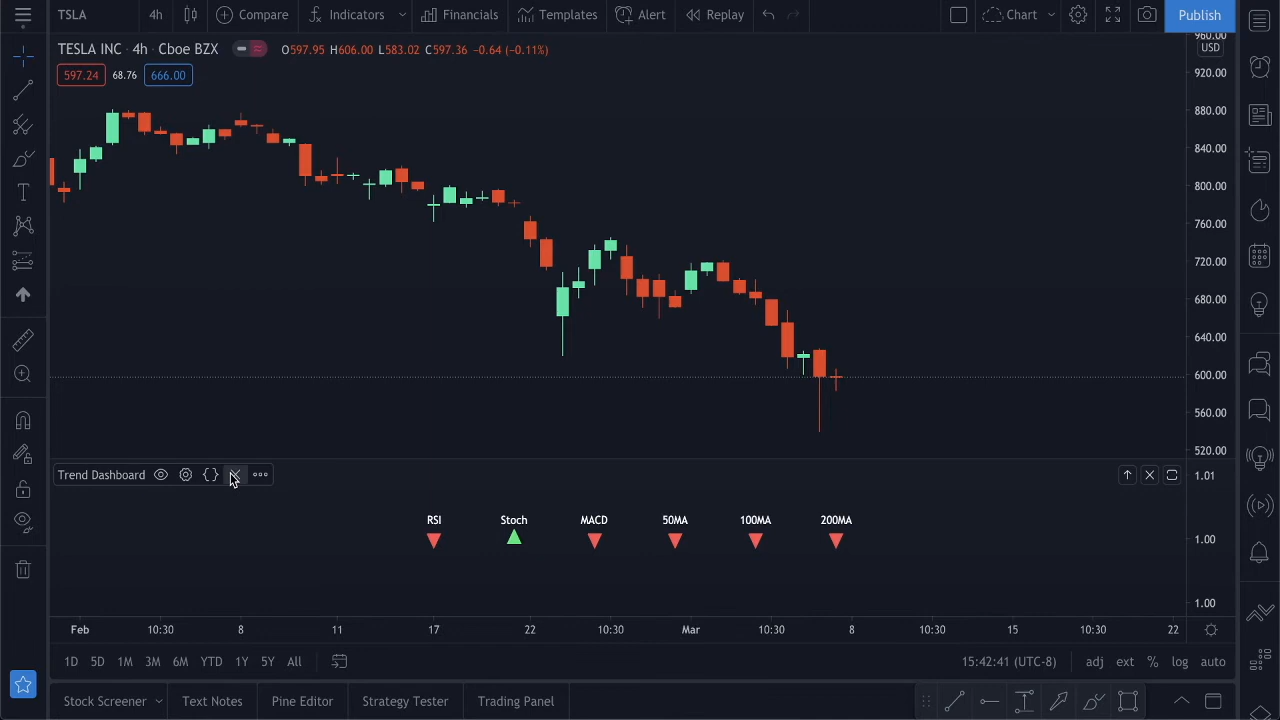 TSLA 4h Compare Indicators Financials Templates Alert Replay Chart Publish
TESLA INC · 4h · Cboe BZX O597.95 H606.00 L583.02 C597.36 −0.64 (−0.11%)
597.24 68.76 666.00
960.00
USD
920.00
880.00
840.00
800.00
760.00
720.00
680.00
640.00
600.00
560.00
520.00
Trend Dashboard
1.01
RSI Stoch MACD 50MA 100MA 200MA
1.00
1.00
Feb 10:30 8 11 17 22 10:30 Mar 10:30 8 10:30 15 10:30 22
1D 5D 1M 3M 6M YTD 1Y 5Y All 15:42:41 (UTC-8) adj ext % log auto
Stock Screener Text Notes Pine Editor Strategy Tester Trading Panel